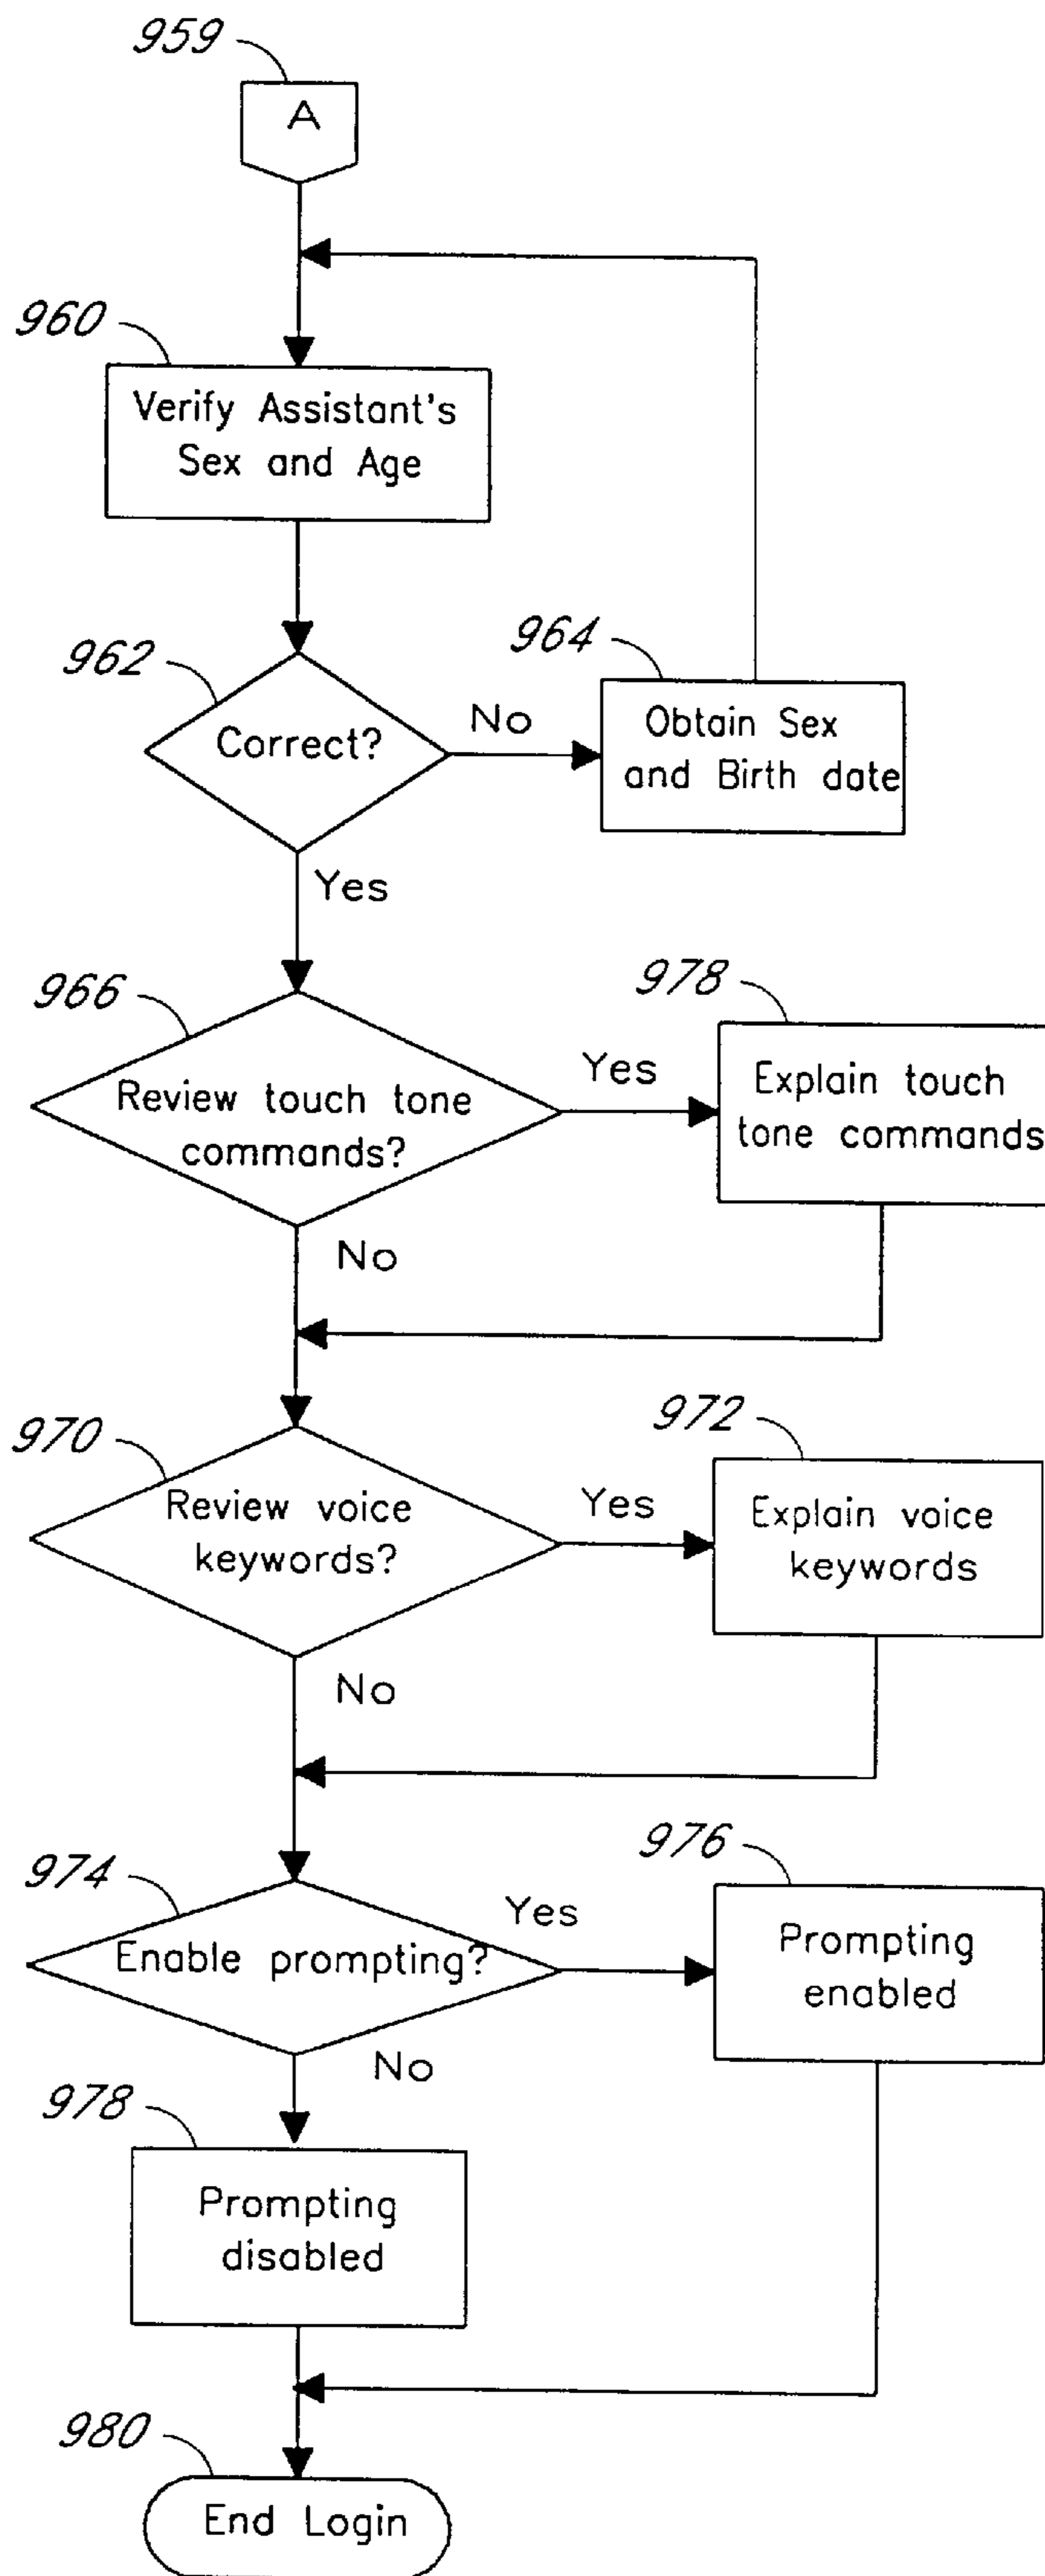 959
A
960
Verify Assistant's
Sex and Age
962
964
Correct?
No
Obtain Sex
and Birth date
Yes
966
978
Review touch tone
commands?
Yes
Explain touch
tone commands
No
970
972
Review voice
keywords?
Yes
Explain voice
keywords
No
974
976
Enable prompting?
Yes
Prompting
enabled
No
978
Prompting
disabled
980
End Login